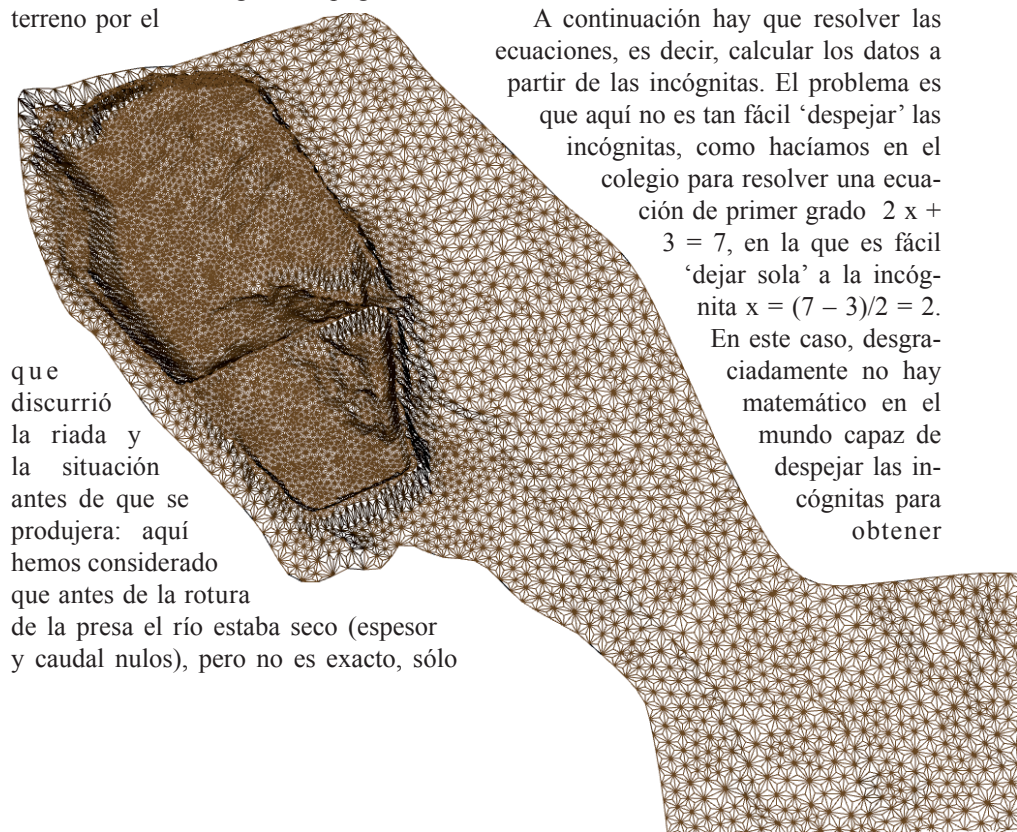 terreno por el
que
discurrió
la riada y
la situación
antes de que se
produjera: aquí
hemos considerado
que antes de la rotura
de la presa el río estaba seco (espesor
y caudal nulos), pero no es exacto, sólo
A continuación hay que resolver las
ecuaciones, es decir, calcular los datos a
partir de las incógnitas. El problema es
que aquí no es tan fácil ‘despejar’ las
incógnitas, como hacíamos en el
colegio para resolver una ecua-
ción de primer grado 2 x +
3 = 7, en la que es fácil
‘dejar sola’ a la incóg-
nita x = (7 – 3)/2 = 2.
En este caso, desgra-
ciadamente no hay
matemático en el
mundo capaz de
despejar las in-
cógnitas para
obtener